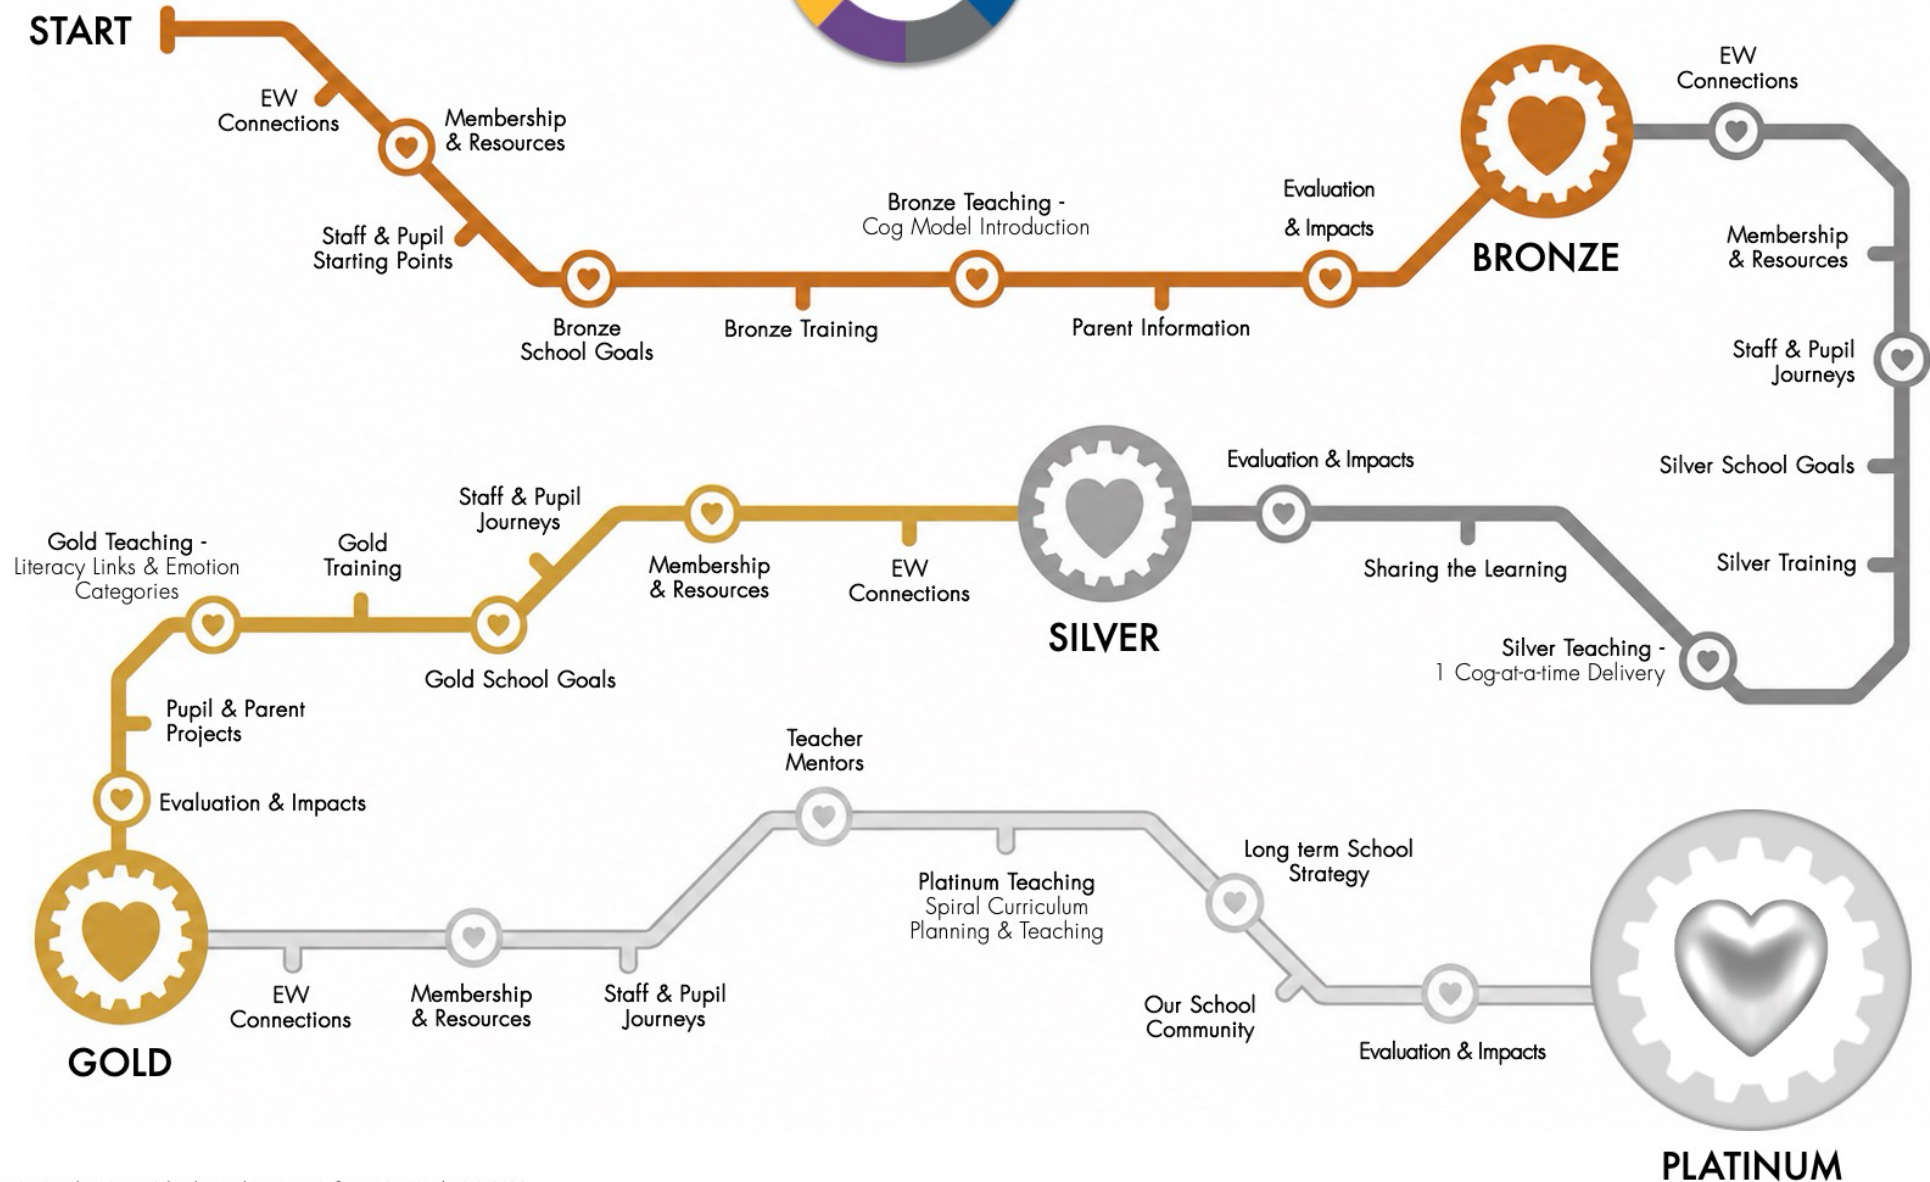 START
EW
Connections
Membership
& Resources
Staff & Pupil
Starting Points
Bronze
School Goals
Bronze Training
Bronze Teaching -
Cog Model Introduction
Parent Information
Evaluation
& Impacts
BRONZE
EW
Connections
Membership
& Resources
Staff & Pupil
Journeys
Silver School Goals
Silver Training
Silver Teaching -
1 Cog-at-a-time Delivery
Sharing the Learning
Evaluation & Impacts
SILVER
EW
Connections
Membership
& Resources
Staff & Pupil
Journeys
Gold School Goals
Gold
Training
Gold Teaching -
Literacy Links & Emotion
Categories
Pupil & Parent
Projects
Evaluation & Impacts
GOLD
EW
Connections
Membership
& Resources
Staff & Pupil
Journeys
Teacher
Mentors
Platinum Teaching
Spiral Curriculum
Planning & Teaching
Long term School
Strategy
Our School
Community
Evaluation & Impacts
PLATINUM